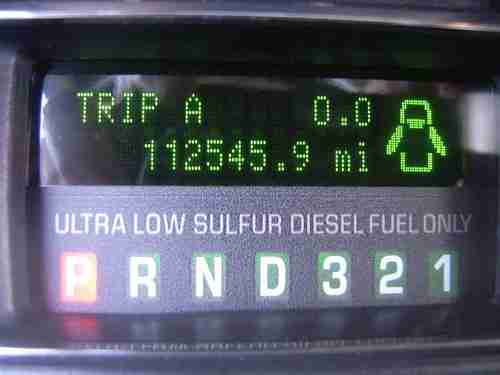 TRIP A 0.0
112545.9 mi
ULTRA LOW SULFUR DIESEL FUEL ONLY
P R N D 3 2 1